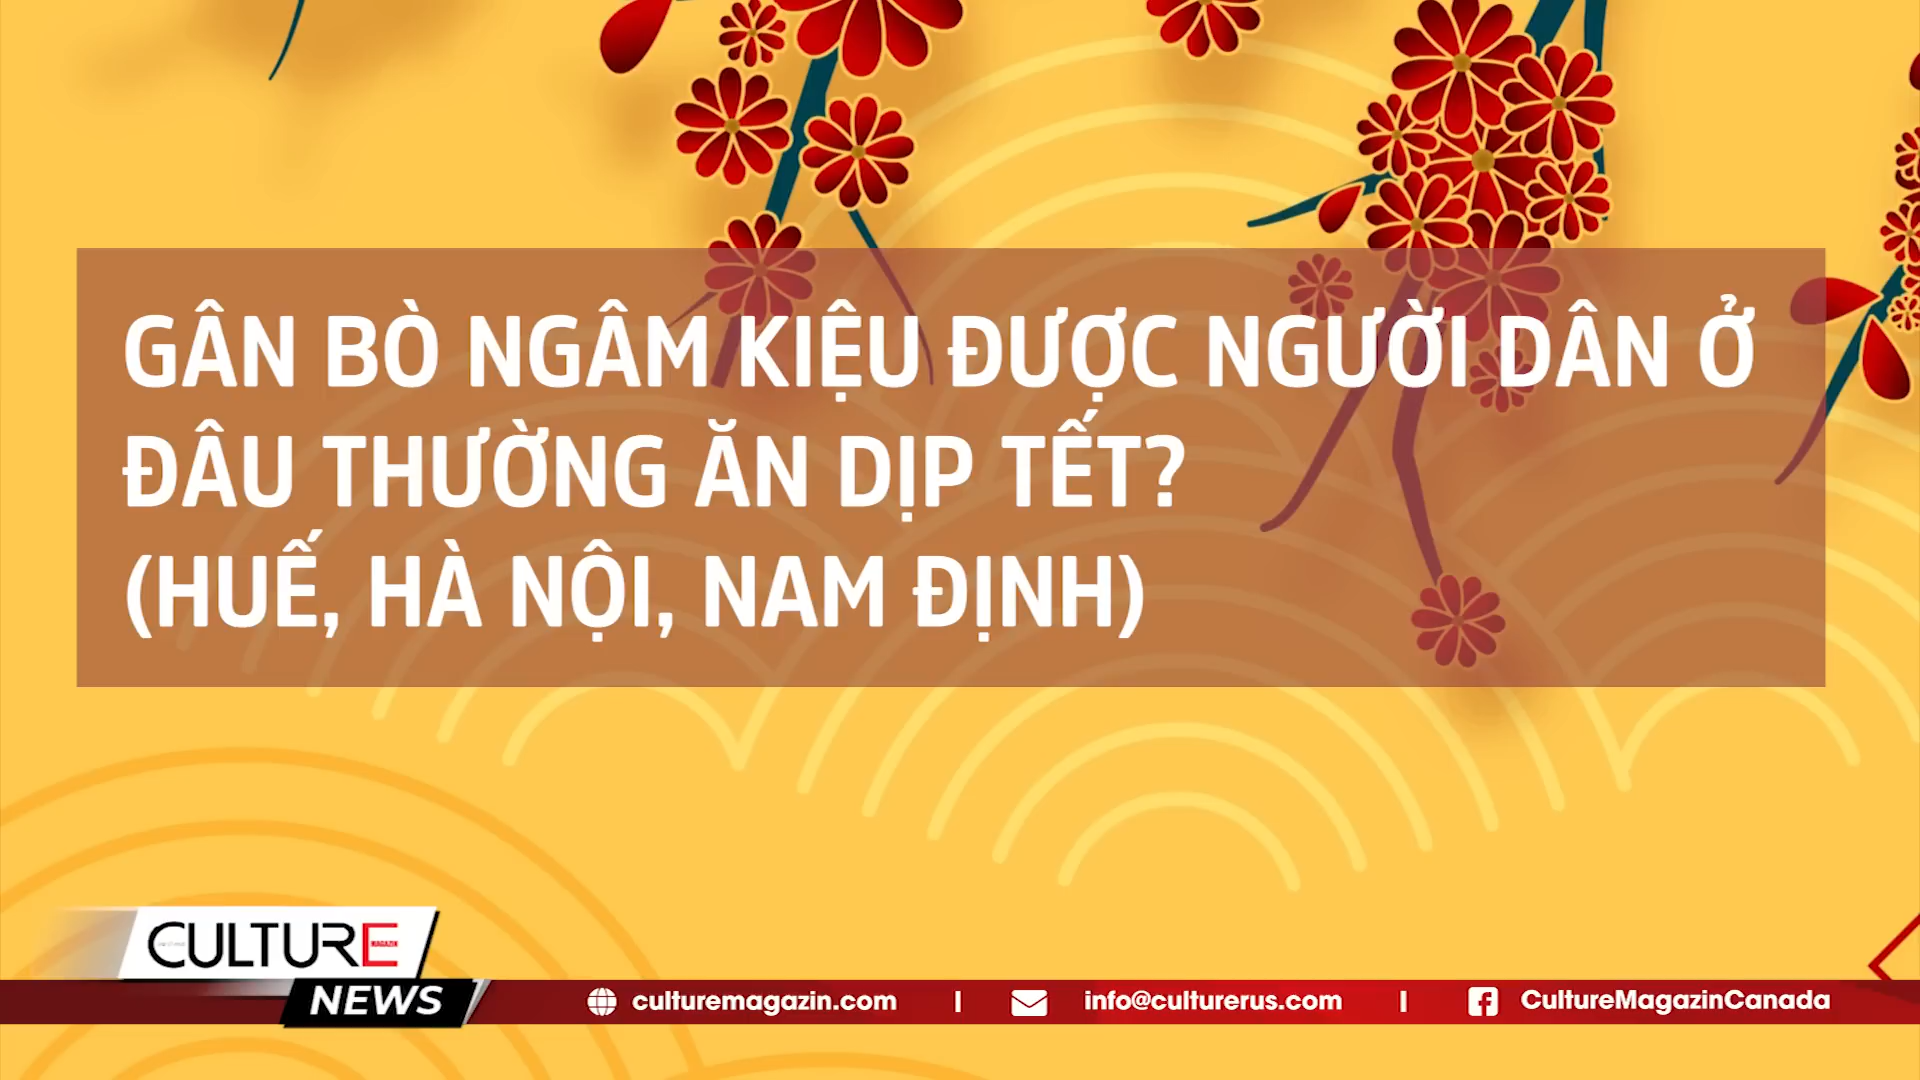 GÂN BÒ NGÂM KIỆU ĐƯỢC NGƯỜI DÂN Ở
ĐÂU THƯỜNG ĂN DỊP TẾT?
(HUẾ, HÀ NỘI, NAM ĐỊNH)
CULTURE
MAGAZIN
NEWS
culturemagazin.com | info@culturerus.com | CultureMagazinCanada